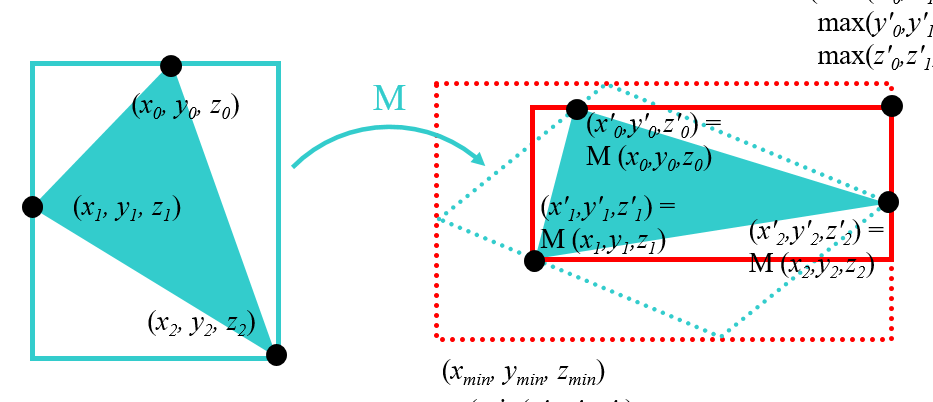 max(y'₀,y'₁
max(z'₀,z'₁
M
(x₀, y₀, z₀)
(x'₀,y'₀,z'₀) =
M (x₀,y₀,z₀)
(x₁, y₁, z₁)
(x'₁,y'₁,z'₁) =
M (x₁,y₁,z₁)
(x'₂,y'₂,z'₂) =
M (x₂,y₂,z₂)
(x₂, y₂, z₂)
(xmin, ymin, zmin)